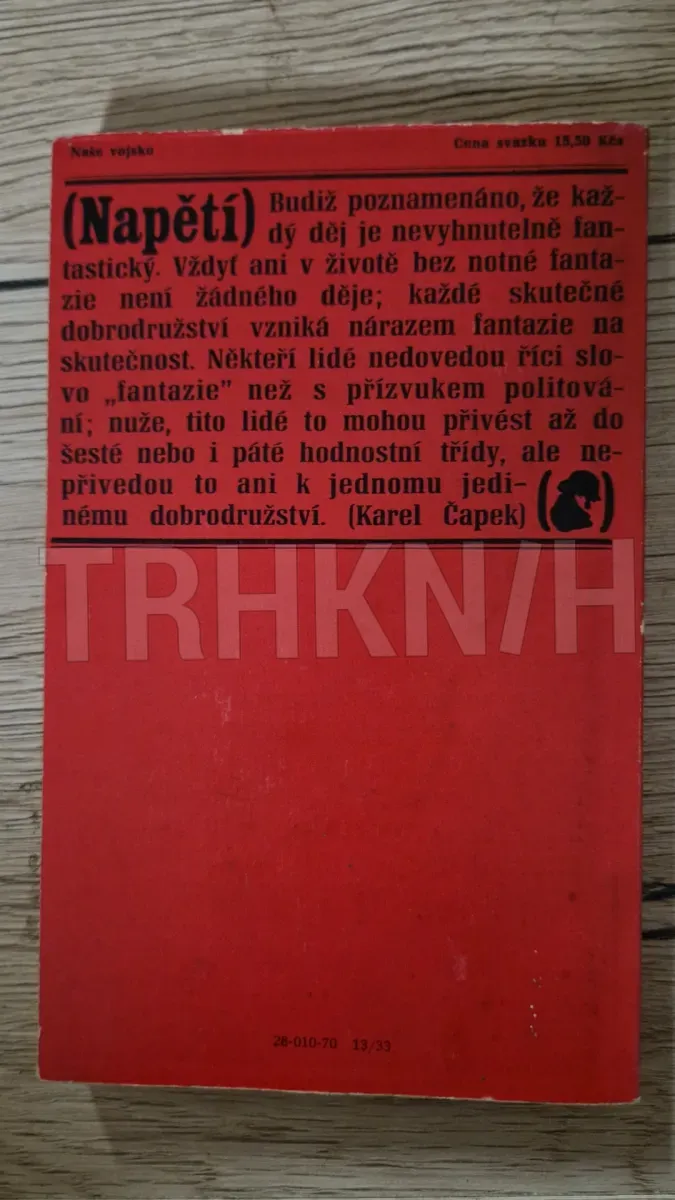 Naše vojsko
Cena svazku 15,50 Kčs
(Napětí) Budiž poznamenáno, že kaž-
dý děj je nevyhnutelně fan-
tastický. Vždyť ani v životě bez notné fanta-
zie není žádného děje; každé skutečné
dobrodružství vzniká nárazem fantazie na
skutečnost. Někteří lidé nedovedou říci slo-
vo „fantazie" než s přízvukem politová-
ní; nuže, tito lidé to mohou přivést až do
šesté nebo i páté hodnostní třídy, ale ne-
přivedou to ani k jednomu jedi-
nému dobrodružství. (Karel Čapek)
TRHKN/H
28-010-70 13/33